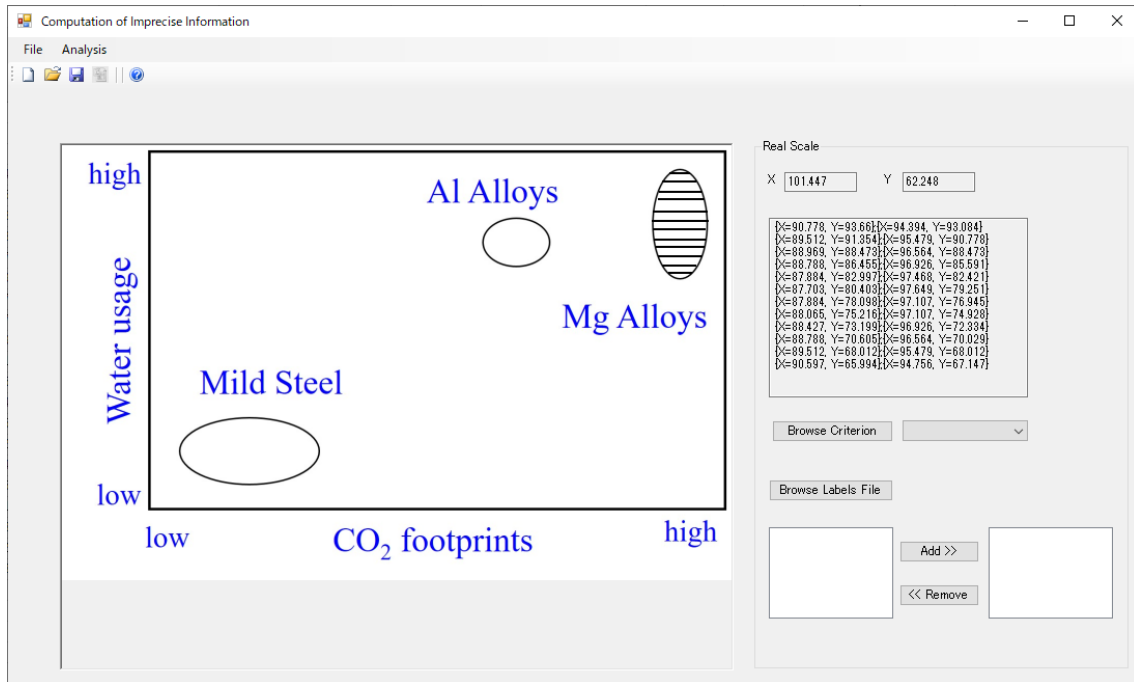 Computation of Imprecise Information
File Analysis
high
Water usage
low
low
CO₂ footprints
high
Al Alloys
Mg Alloys
Mild Steel
Real Scale
X 101.447 Y 62.248
{X=90.778, Y=93.66};{X=94.394, Y=93.084}
{X=89.512, Y=91.354};{X=95.479, Y=90.778}
{X=88.969, Y=88.473};{X=96.564, Y=88.473}
{X=88.788, Y=86.455};{X=96.926, Y=85.591}
{X=87.884, Y=82.997};{X=97.468, Y=82.421}
{X=87.703, Y=80.403};{X=97.649, Y=79.251}
{X=87.884, Y=78.098};{X=97.107, Y=76.945}
{X=88.065, Y=75.216};{X=97.107, Y=74.928}
{X=88.427, Y=73.199};{X=96.926, Y=72.334}
{X=88.788, Y=70.605};{X=96.564, Y=70.029}
{X=89.512, Y=68.012};{X=95.479, Y=68.012}
{X=90.597, Y=65.994};{X=94.756, Y=67.147}
Browse Criterion
Browse Labels File
Add >>
<< Remove